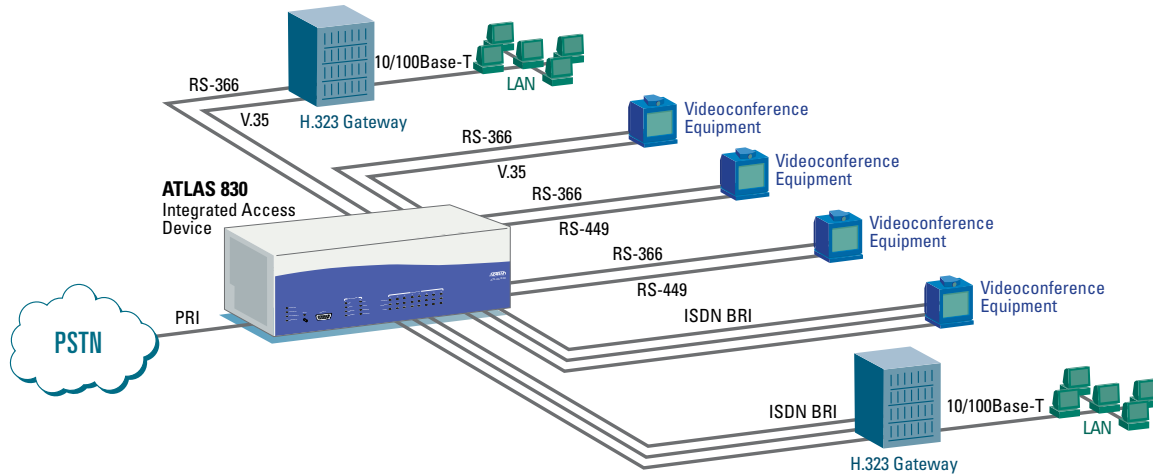 RS-366
10/100Base-T
LAN
V.35
H.323 Gateway
RS-366
Videoconference
Equipment
V.35
RS-366
Videoconference
Equipment
RS-449
ATLAS 830
Integrated Access
Device
RS-366
Videoconference
Equipment
RS-449
Videoconference
Equipment
ISDN BRI
PRI
PSTN
ISDN BRI
10/100Base-T
LAN
H.323 Gateway